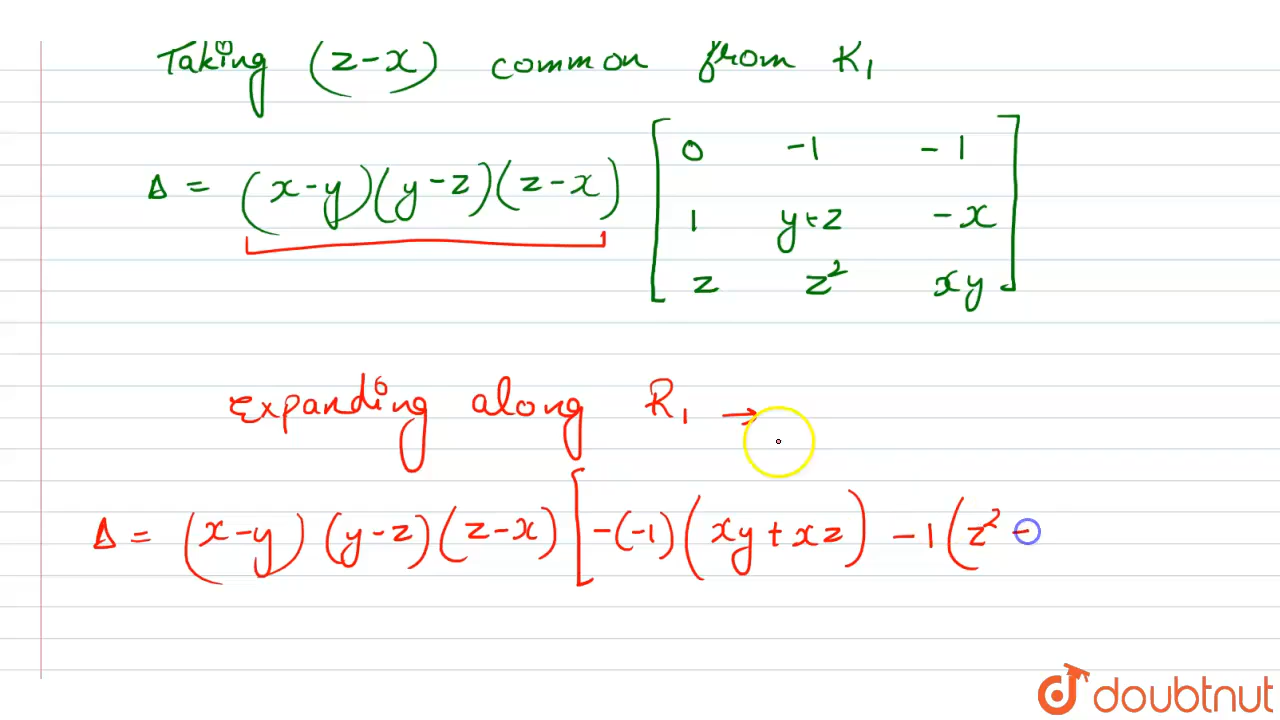 Taking (z-x) common from R₁
Δ = (x-y)(y-z)(z-x) [ 0 -1 -1
1 y+z -x
z z² xy ]
expanding along R₁ →
Δ = (x-y)(y-z)(z-x)[-(-1)(xy+xz) -1(z² -
doubtnut